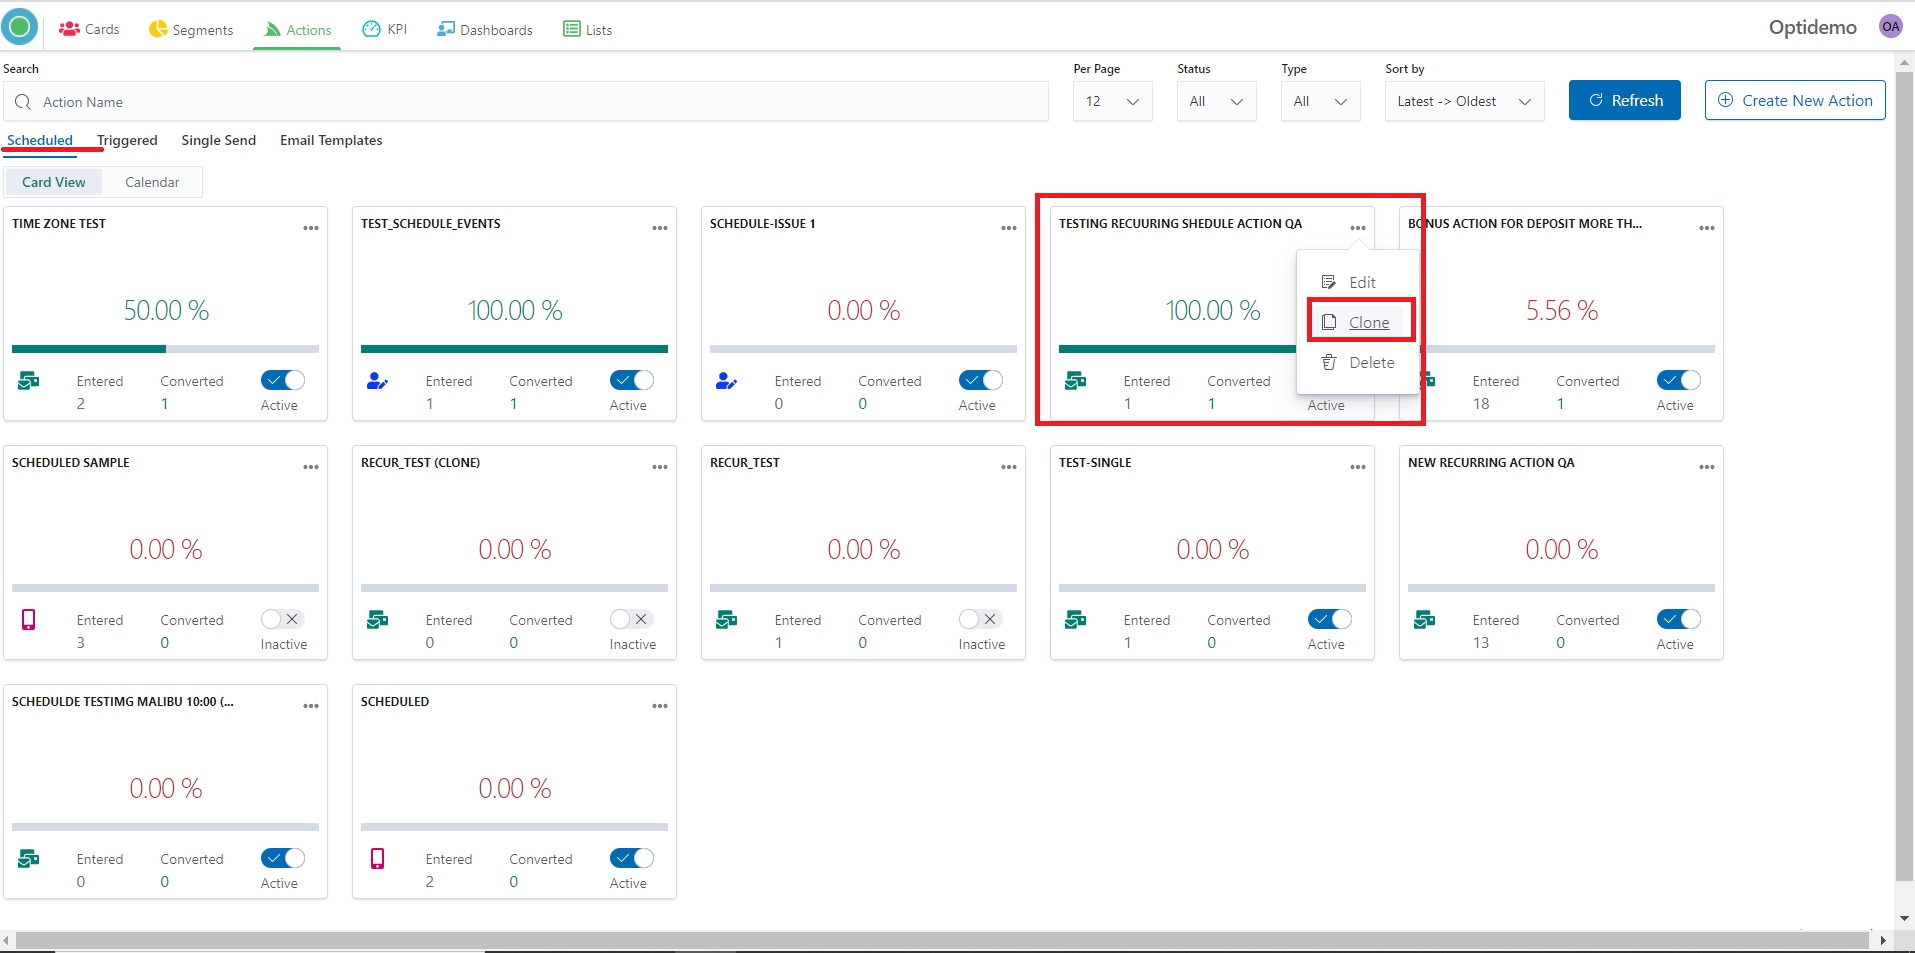 Cards Segments Actions KPI Dashboards Lists Optidemo OA
Search Per Page Status Type Sort by
Action Name 12 All All Latest -> Oldest Refresh Create New Action
Scheduled Triggered Single Send Email Templates
Card View Calendar
TIME ZONE TEST
50.00 %
Entered Converted
2 1 Active
TEST_SCHEDULE_EVENTS
100.00 %
Entered Converted
1 1 Active
SCHEDULE-ISSUE 1
0.00 %
Entered Converted
0 0 Active
TESTING RECUURING SHEDULE ACTION QA
100.00 %
Entered Converted
1 1 Active
Edit
Clone
Delete
BONUS ACTION FOR DEPOSIT MORE TH...
5.56 %
Entered Converted
18 1 Active
SCHEDULED SAMPLE
0.00 %
Entered Converted
3 0 Inactive
RECUR_TEST (CLONE)
0.00 %
Entered Converted
0 0 Inactive
RECUR_TEST
0.00 %
Entered Converted
1 0 Inactive
TEST-SINGLE
0.00 %
Entered Converted
1 0 Active
NEW RECURRING ACTION QA
0.00 %
Entered Converted
13 0 Active
SCHEDULDE TESTIMG MALIBU 10:00 (...
0.00 %
Entered Converted
0 0 Active
SCHEDULED
0.00 %
Entered Converted
2 0 Active